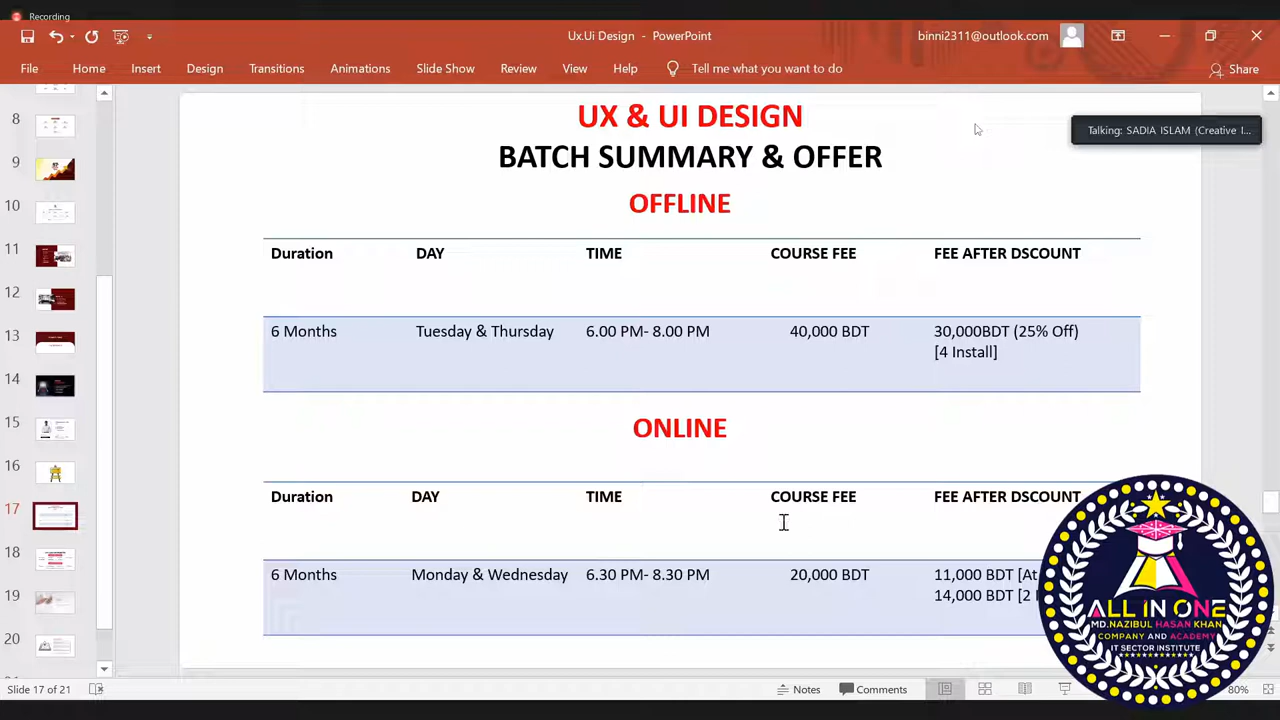 Recording
Ux.Ui Design - PowerPoint
binni2311@outlook.com
File Home Insert Design Transitions Animations Slide Show Review View Help Tell me what you want to do Share
Talking: SADIA ISLAM (Creative I...
UX & UI DESIGN
BATCH SUMMARY & OFFER
OFFLINE
Duration DAY TIME COURSE FEE FEE AFTER DSCOUNT
6 Months Tuesday & Thursday 6.00 PM- 8.00 PM 40,000 BDT 30,000BDT (25% Off)
[4 Install]
ONLINE
Duration DAY TIME COURSE FEE FEE AFTER DSCOUNT
6 Months Monday & Wednesday 6.30 PM- 8.30 PM 20,000 BDT 11,000 BDT [At
14,000 BDT [2
8
9
10
11
12
13
14
15
16
17
18
19
20
ALL IN ONE
MD.NAZIBUL HASAN KHAN
COMPANY AND ACADEMY
IT SECTOR INSTITUTE
Slide 17 of 21
Notes Comments 80%